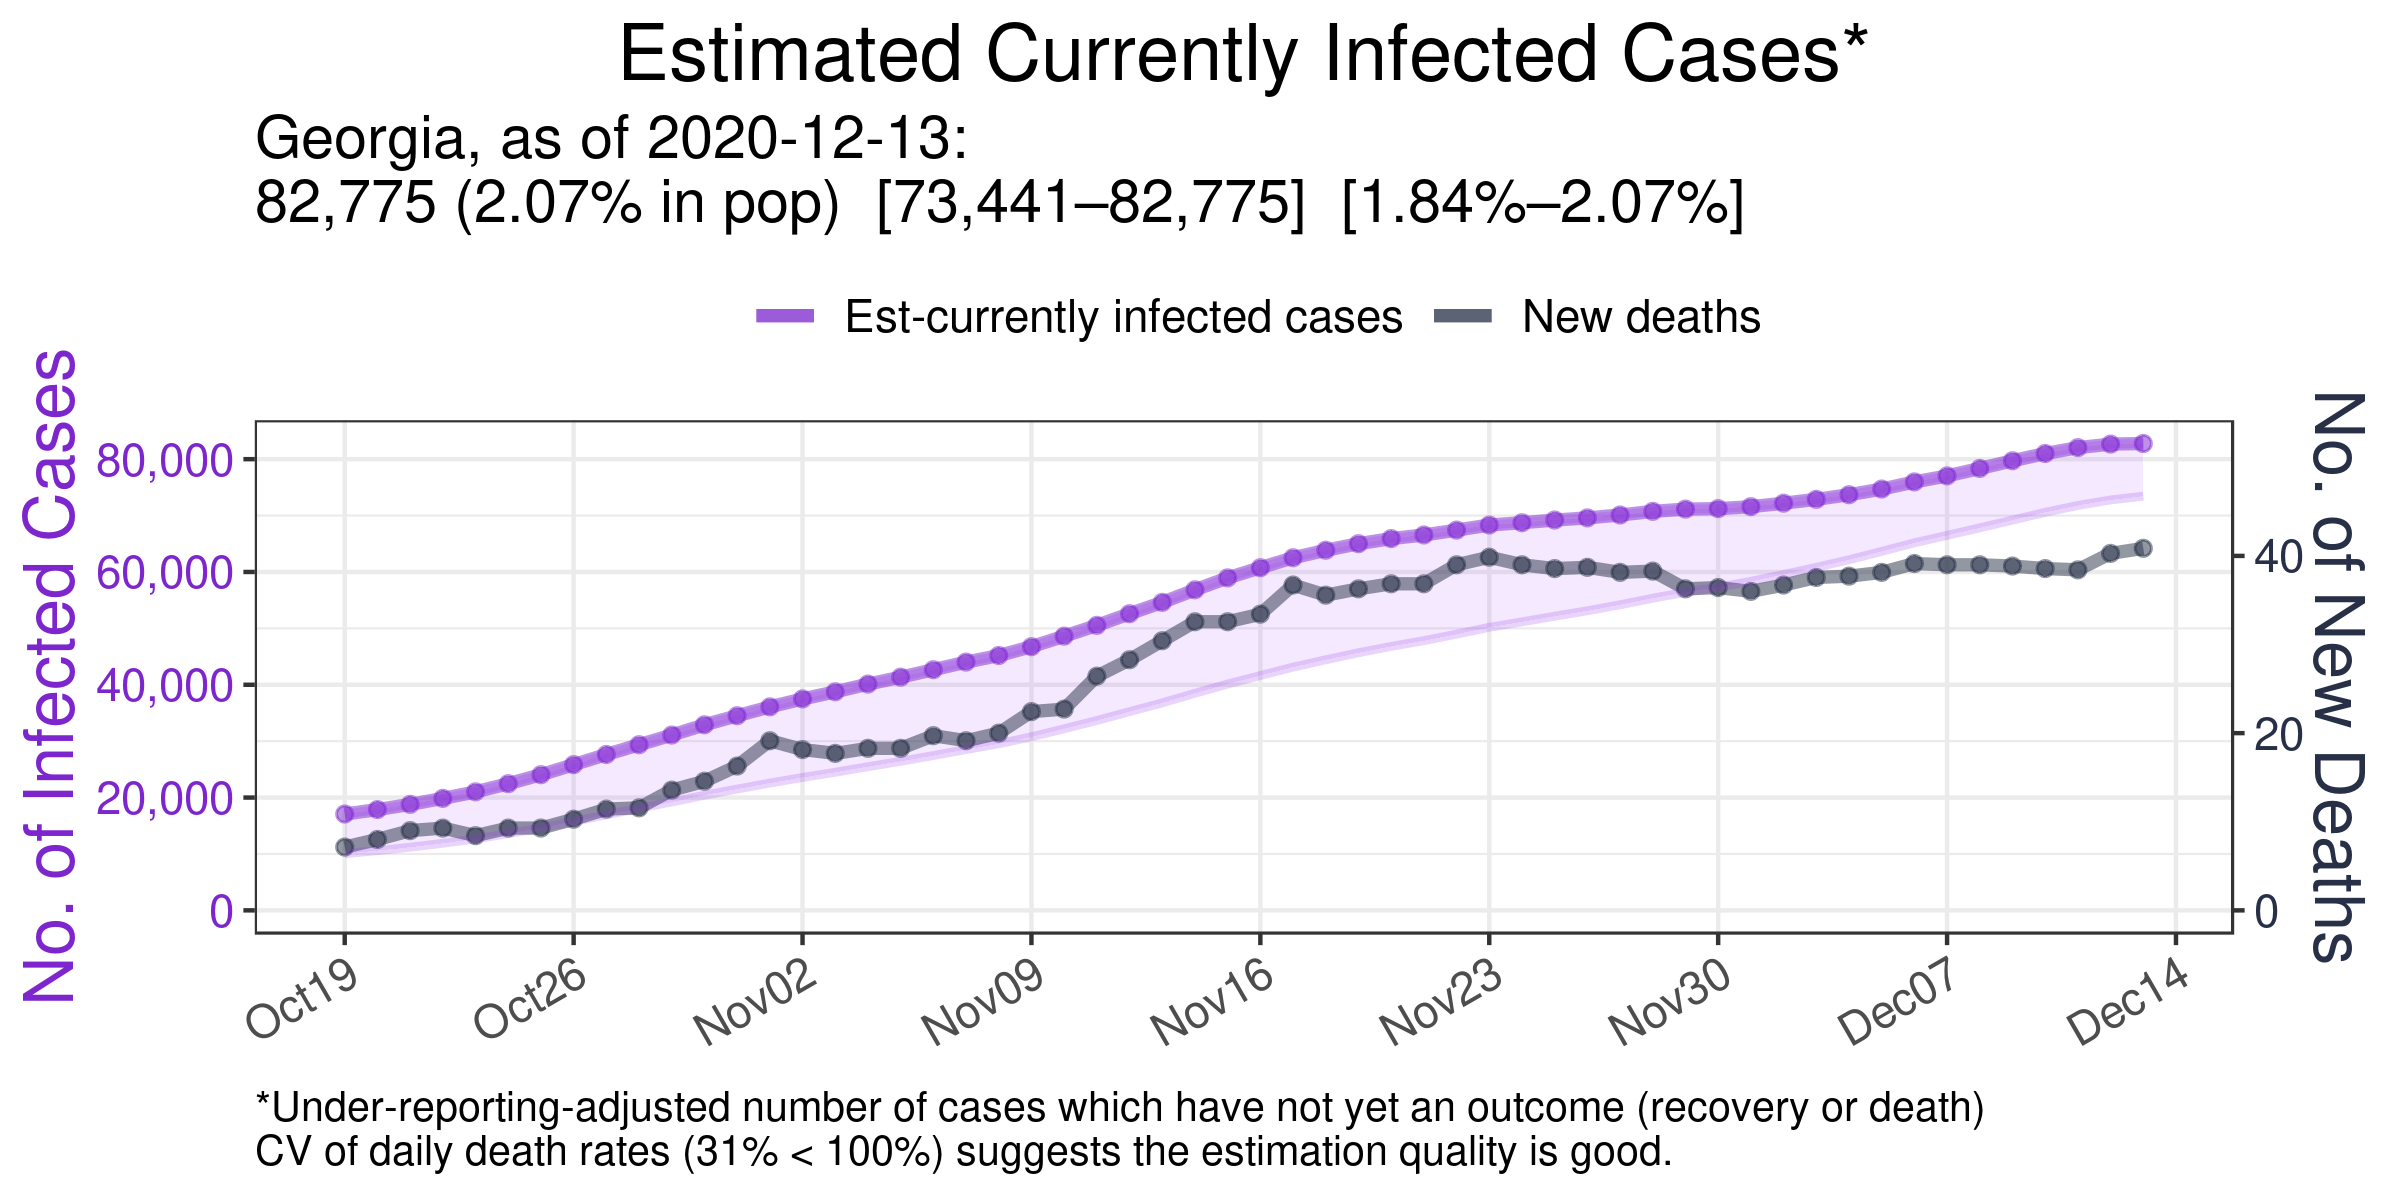 Estimated Currently Infected Cases*
Georgia, as of 2020-12-13:
82,775 (2.07% in pop)  [73,441–82,775]  [1.84%–2.07%]
Est-currently infected cases
New deaths
No. of Infected Cases
80,000
60,000
40,000
20,000
0
No. of New Deaths
40
20
0
Oct19
Oct26
Nov02
Nov09
Nov16
Nov23
Nov30
Dec07
Dec14
*Under-reporting-adjusted number of cases which have not yet an outcome (recovery or death)
CV of daily death rates (31% < 100%) suggests the estimation quality is good.